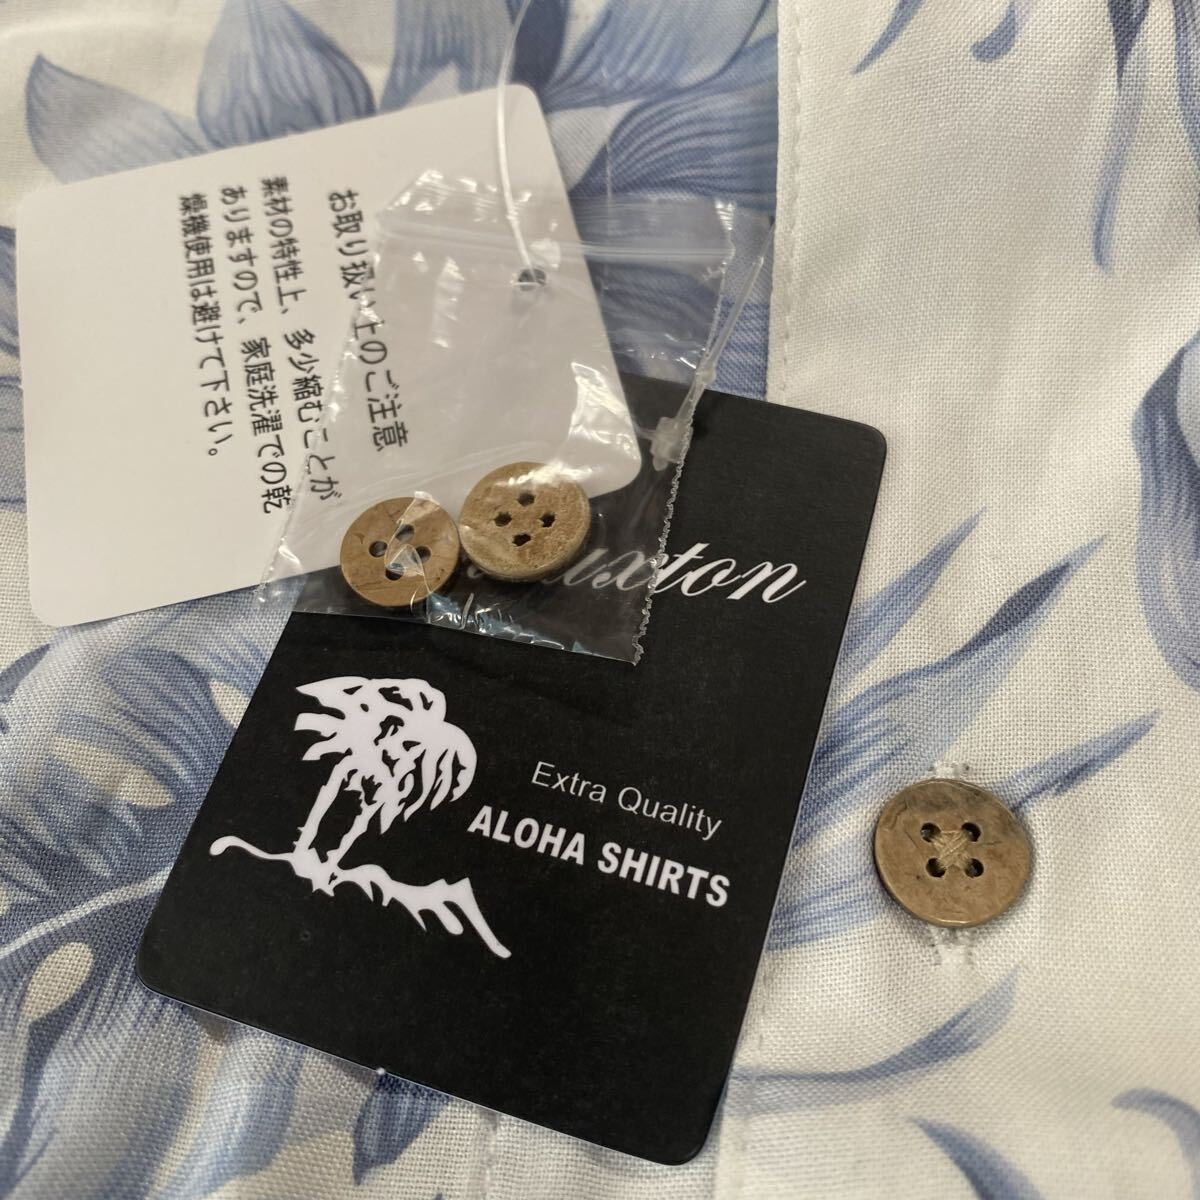 お取り扱い上のご注意
素材の特性上、多少縮むことが
ありますので、家庭洗濯での乾
燥機使用は避けて下さい。
Extra Quality
ALOHA SHIRTS